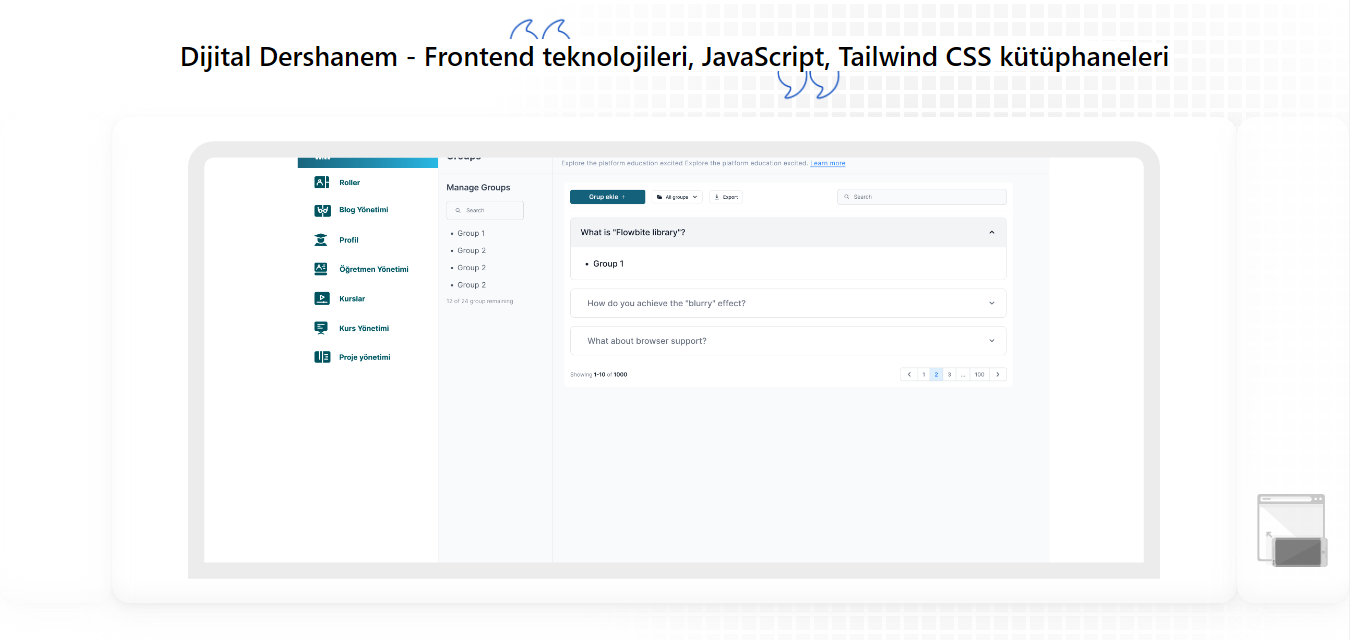 Dijital Dershanem - Frontend teknolojileri, JavaScript, Tailwind CSS kütüphaneleri
Roller
Blog Yönetimi
Profil
Öğretmen Yönetimi
Kurslar
Kurs Yönetimi
Proje yönetimi
Groups
Manage Groups
Search
• Group 1
• Group 2
• Group 2
• Group 2
12 of 24 group remaining
Explore the platform education excited Explore the platform education excited. Learn more
Grup ekle
All groups
Export
Search
What is "Flowbite library"?
• Group 1
How do you achieve the "blurry" effect?
What about browser support?
Showing 1-10 of 1000
1 2 3 ... 100